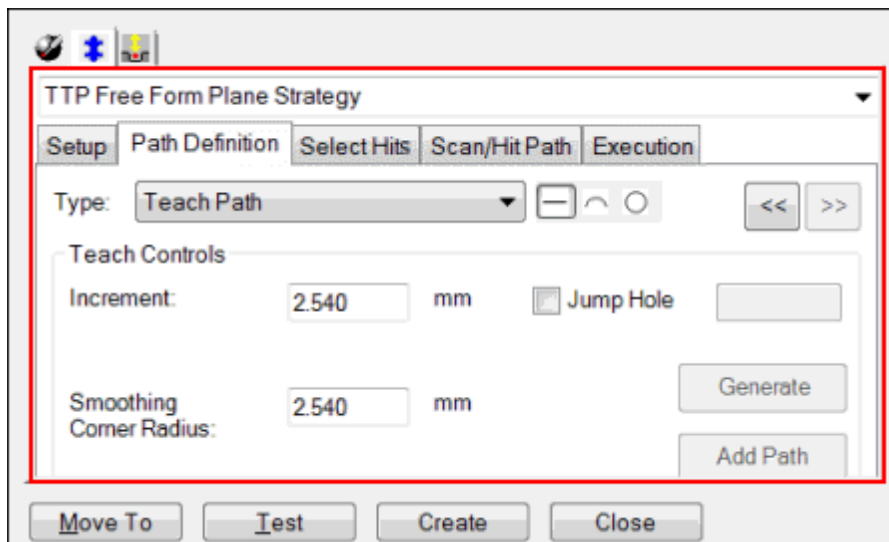 TTP Free Form Plane Strategy
Setup Path Definition Select Hits Scan/Hit Path Execution
Type: Teach Path << >>
Teach Controls
Increment: 2.540 mm Jump Hole
Smoothing
Corner Radius: 2.540 mm
Generate
Add Path
Move To Test Create Close